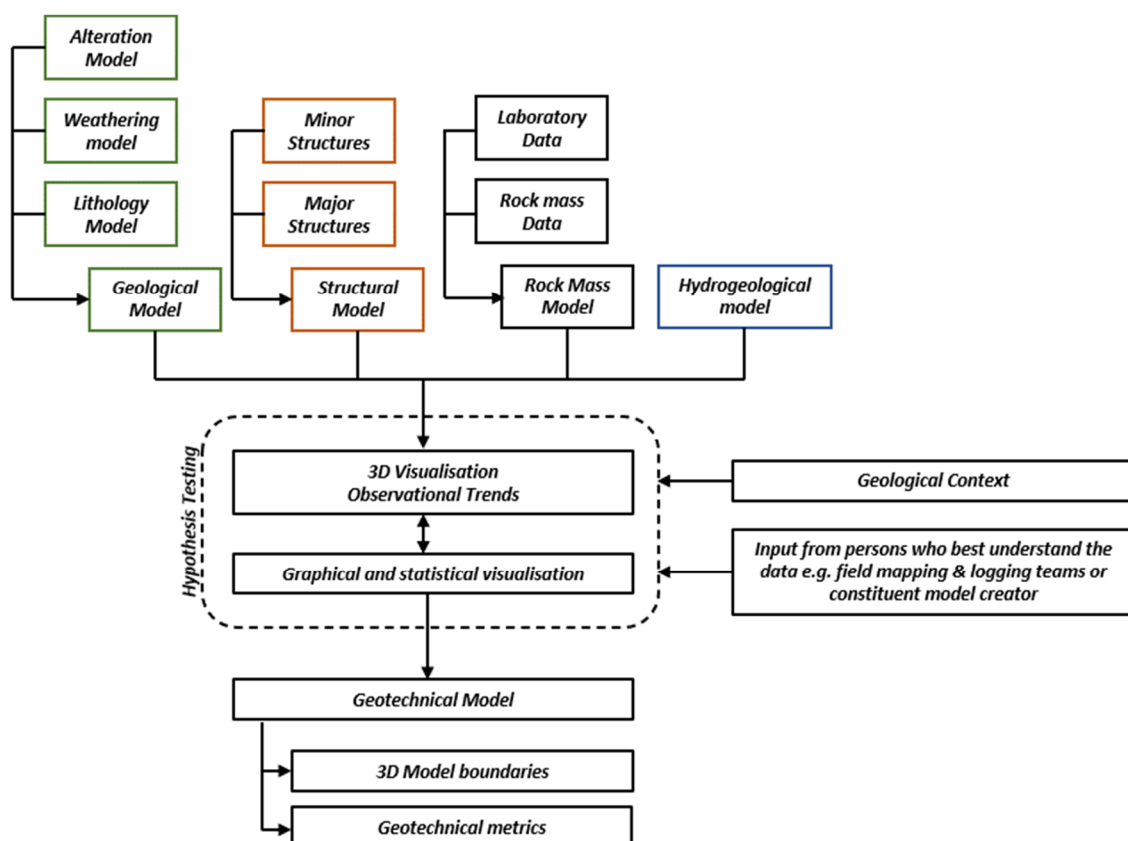 Alteration
Model
Weathering
model
Lithology
Model
Geological
Model
Minor
Structures
Major
Structures
Structural
Model
Laboratory
Data
Rock mass
Data
Rock Mass
Model
Hydrogeological
model
Hypothesis Testing
3D Visualisation
Observational Trends
Graphical and statistical visualisation
Geological Context
Input from persons who best understand the
data e.g. field mapping & logging teams or
constituent model creator
Geotechnical Model
3D Model boundaries
Geotechnical metrics